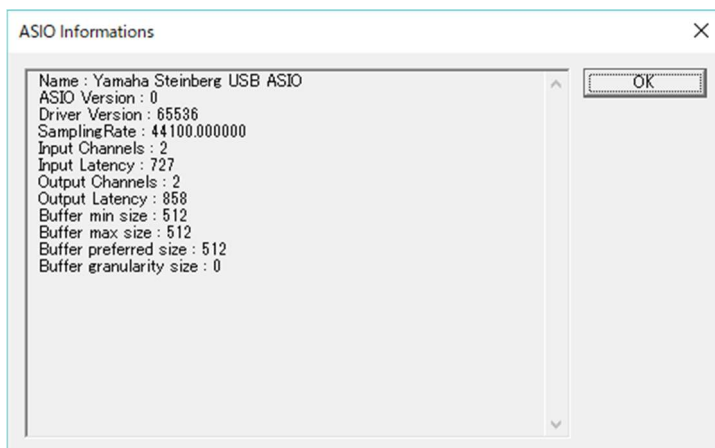 ASIO Informations
Name : Yamaha Steinberg USB ASIO
ASIO Version : 0
Driver Version : 65536
SamplingRate : 44100.000000
Input Channels : 2
Input Latency : 727
Output Channels : 2
Output Latency : 858
Buffer min size : 512
Buffer max size : 512
Buffer preferred size : 512
Buffer granularity size : 0
OK